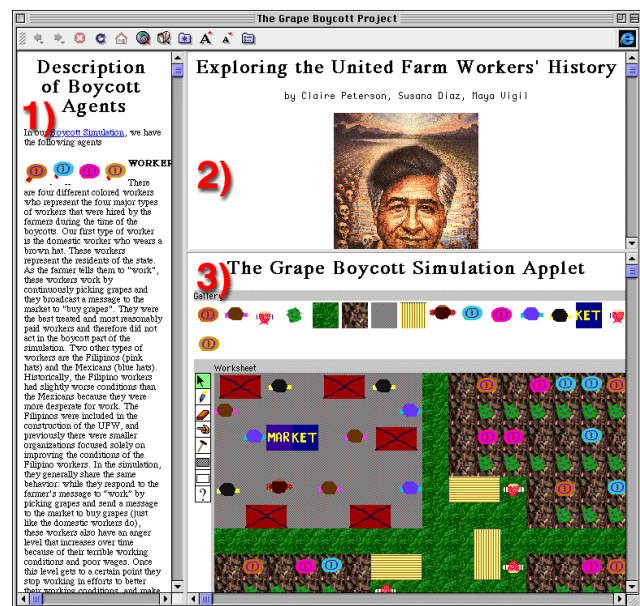 The Grape Boycott Project
1)
Description
of Boycott
Agents
In our Boycott Simulation, we have
the following agents
WORKER
There
are four different colored workers
who represent the four major types
of workers that were hired by the
farmers during the time of the
boycotts. Our first type of worker
is the domestic worker who wears a
brown hat. These workers
represent the residents of the state.
As the farmer tells them to "work",
these workers work by
continuously picking grapes and
they broadcast a message to the
market to "buy grapes". They were
the best treated and most reasonably
paid workers and therefore did not
act in the boycott part of the
simulation. Two other types of
workers are the Filipinos (pink
hats) and the Mexicans (blue hats).
Historically, the Filipino workers
had slightly worse conditions than
the Mexicans because they were
more desperate for work. The
Filipinos were included in the
construction of the UFW, and
previously there were smaller
organizations focused solely on
improving the conditions of the
Filipino workers. In the simulation,
they generally share the same
behavior: while they respond to the
farmer's message to "work" by
picking grapes and send a message
to the market to buy grapes (just
like the domestic workers do),
these workers also have an anger
level that increases over time
because of their terrible working
conditions and poor wages. Once
this level gets to a certain point they
stop working in efforts to better
their working conditions, and make
Exploring the United Farm Workers' History
by Claire Peterson, Susana Diaz, Maya Vigil
2)
3)
The Grape Boycott Simulation Applet
Gallery
KET
Worksheet
MARKET
?